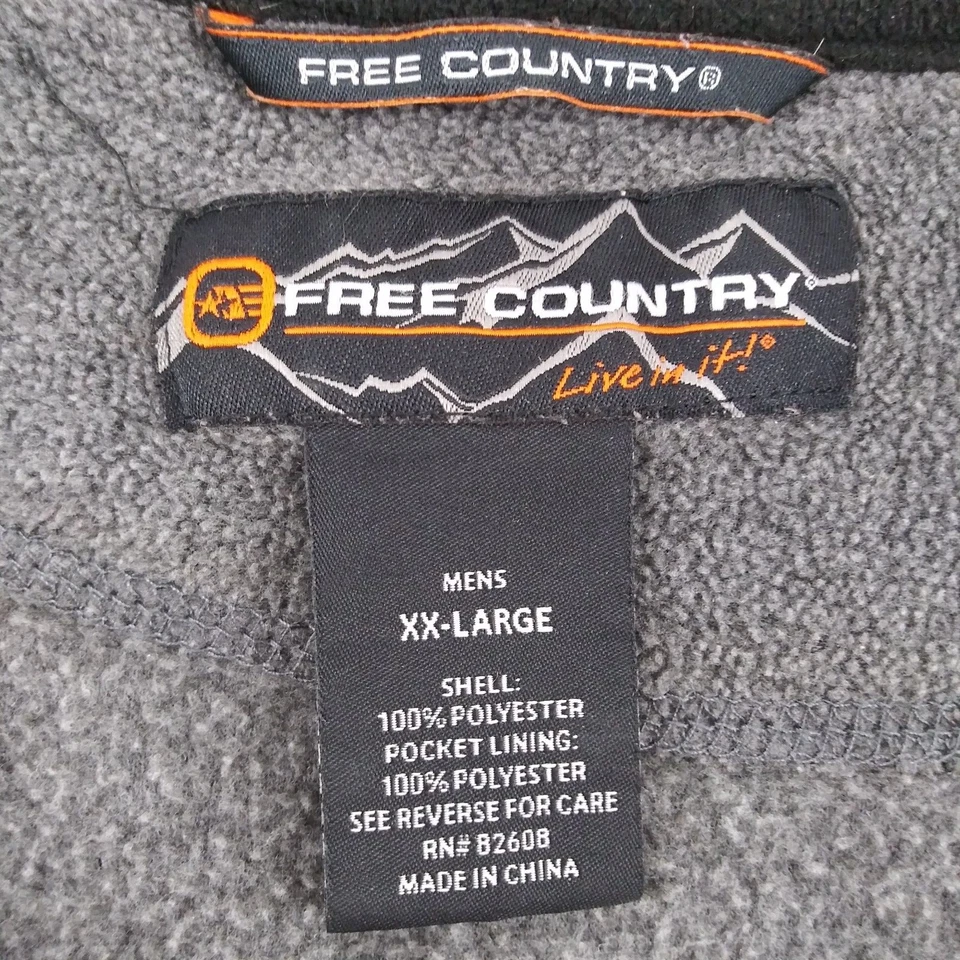 FREE COUNTRY®
FREE COUNTRY®
Live in it!®
MENS
XX-LARGE
SHELL:
100% POLYESTER
POCKET LINING:
100% POLYESTER
SEE REVERSE FOR CARE
RN# 82608
MADE IN CHINA